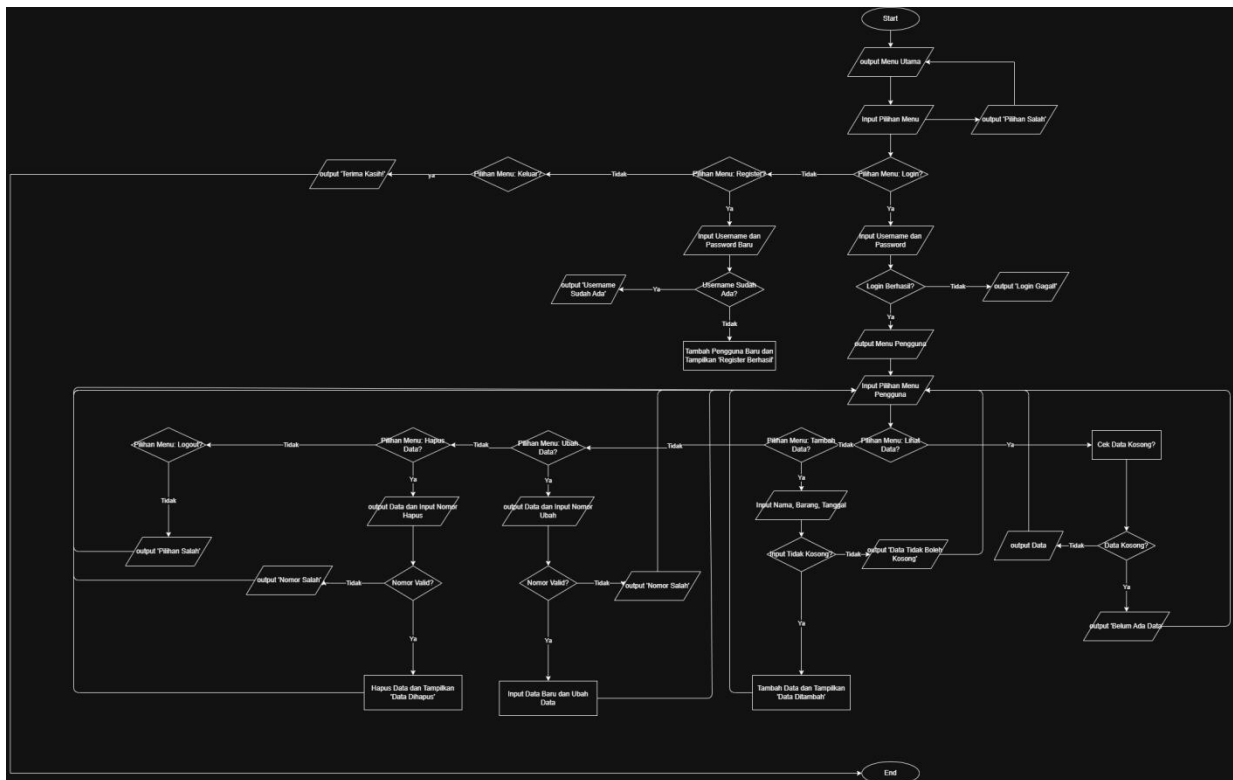 Start
output Menu Utama
Input Pilihan Menu
output 'Pilihan Salah'
output 'Terima Kasih!'
ya
Pilihan Menu: Keluar?
Tidak
Pilihan Menu: Register?
Tidak
Pilihan Menu: Login?
Ya
Ya
Input Username dan
Password Baru
Input Username dan
Password
output 'Username
Sudah Ada'
Ya
Username Sudah
Ada?
Login Berhasil?
Tidak
output 'Login Gagal!'
Tidak
Ya
Tambah Pengguna Baru dan
Tampilkan 'Register Berhasil'
output Menu Pengguna
Input Pilihan Menu
Pengguna
Pilihan Menu: Logout?
Tidak
Pilihan Menu: Hapus
Data?
Tidak
Pilihan Menu: Ubah
Data?
Tidak
Pilihan Menu: Tambah
Data?
Tidak
Pilihan Menu: Lihat
Data?
Ya
Cek Data Kosong?
Tidak
Ya
Ya
Ya
output Data dan Input Nomor
Hapus
output Data dan Input Nomor
Ubah
Input Nama, Barang, Tanggal
output 'Pilihan Salah'
Input Tidak Kosong?
Tidak
output 'Data Tidak Boleh
Kosong'
output Data
Tidak
Data Kosong?
output 'Nomor Salah'
Tidak
Nomor Valid?
Nomor Valid?
Tidak
output 'Nomor Salah'
Ya
Ya
Ya
Ya
output 'Belum Ada Data
Hapus Data dan Tampilkan
'Data Dihapus'
Input Data Baru dan Ubah
Data
Tambah Data dan Tampilkan
'Data Ditambah'
End